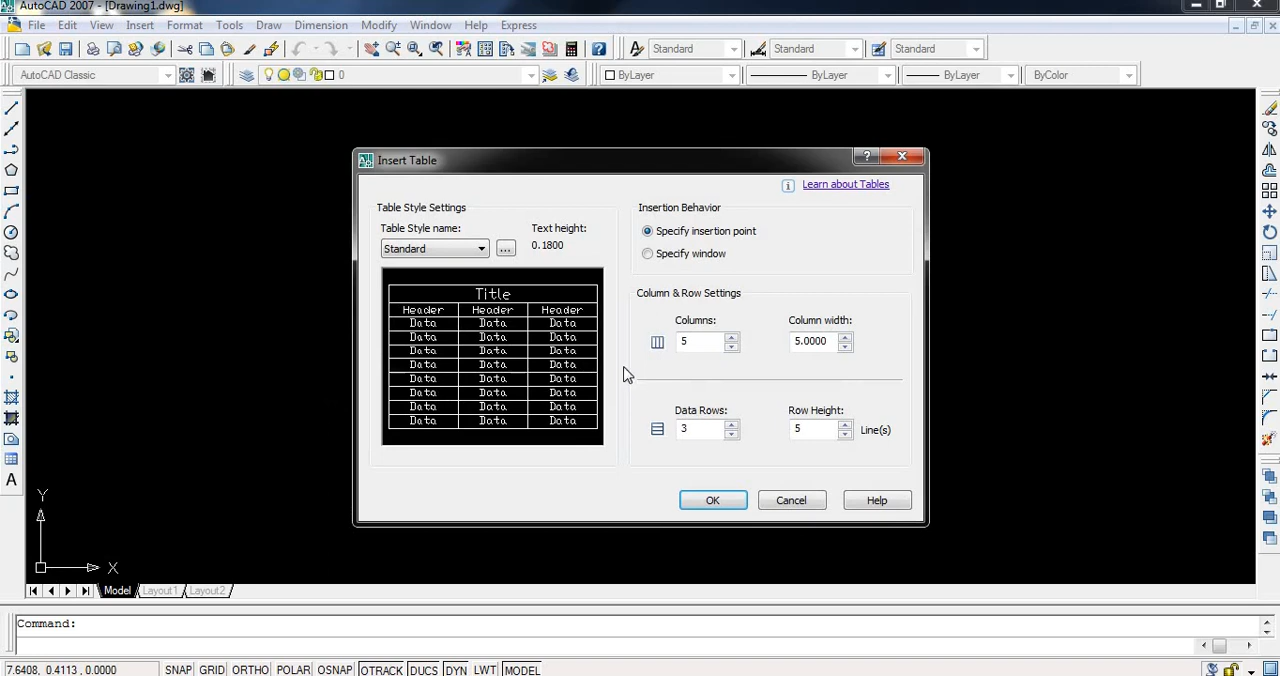 AutoCAD 2007 - [Drawing1.dwg]
File Edit View Insert Format Tools Draw Dimension Modify Window Help Express
Standard Standard Standard
AutoCAD Classic 0 ByLayer ByLayer ByLayer ByColor
Insert Table
Learn about Tables
Table Style Settings
Table Style name: Text height:
Standard ... 0.1800
Title
Header Header Header
Data Data Data
Data Data Data
Data Data Data
Data Data Data
Data Data Data
Data Data Data
Data Data Data
Data Data Data
Insertion Behavior
Specify insertion point
Specify window
Column & Row Settings
Columns: Column width:
5 5.0000
Data Rows: Row Height:
3 5 Line(s)
OK Cancel Help
A
Y
X
Model Layout1 Layout2
Command:
7.6408, 0.4113, 0.0000 SNAP GRID ORTHO POLAR OSNAP OTRACK DUCS DYN LWT MODEL